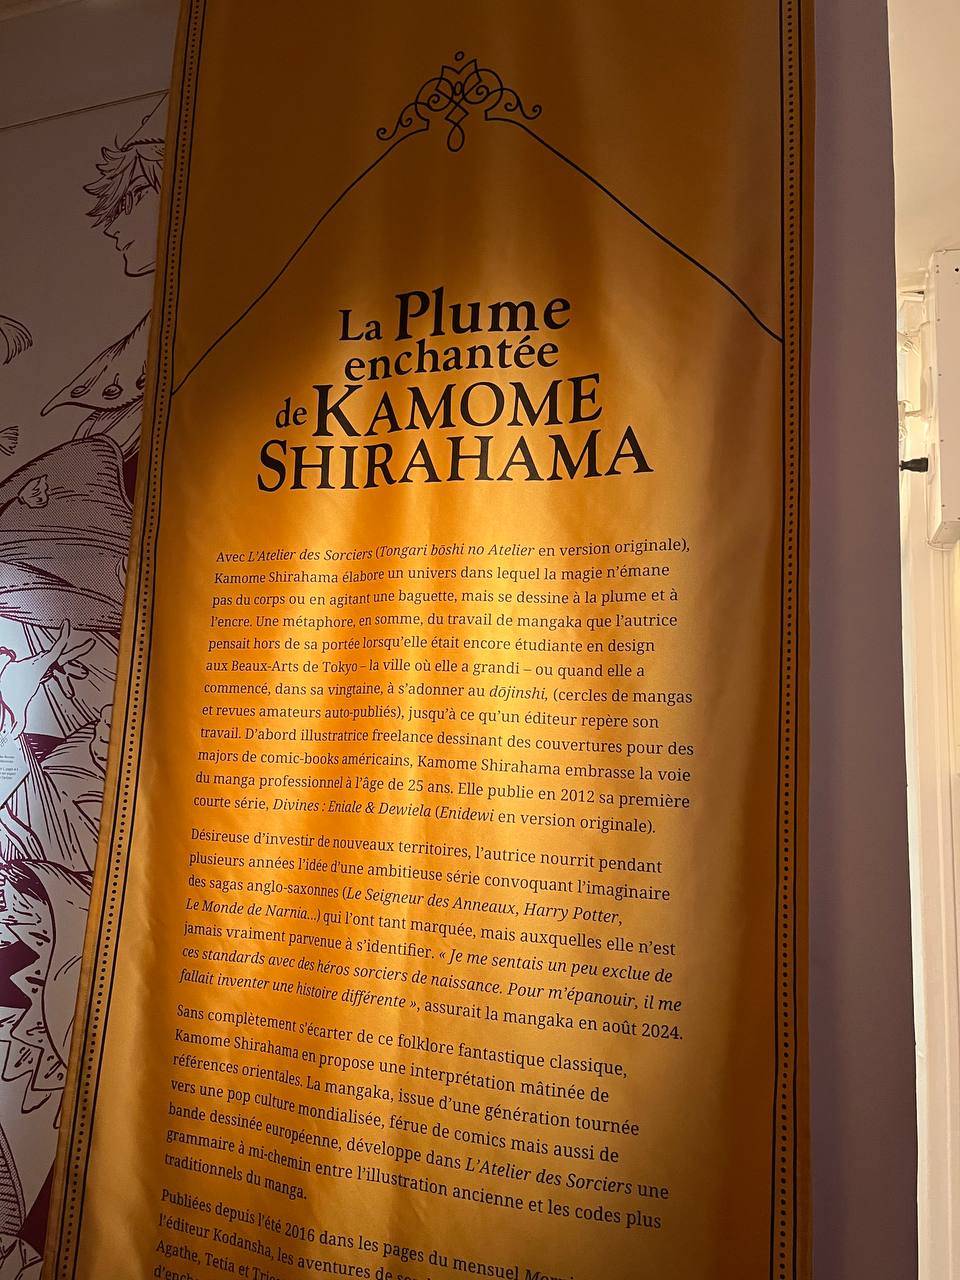 La Plume
enchantée
de KAMOME
SHIRAHAMA
Avec L'Atelier des Sorciers (Tongari bōshi no Atelier en version originale),
Kamome Shirahama élabore un univers dans lequel la magie n'émane
pas du corps ou en agitant une baguette, mais se dessine à la plume et à
l'encre. Une métaphore, en somme, du travail de mangaka que l'autrice
pensait hors de sa portée lorsqu'elle était encore étudiante en design
aux Beaux-Arts de Tokyo – la ville où elle a grandi – ou quand elle a
commencé, dans sa vingtaine, à s'adonner au dōjinshi, (cercles de mangas
et revues amateurs auto-publiés), jusqu'à ce qu'un éditeur repère son
travail. D'abord illustratrice freelance dessinant des couvertures pour des
majors de comic-books américains, Kamome Shirahama embrasse la voie
du manga professionnel à l'âge de 25 ans. Elle publie en 2012 sa première
courte série, Divines : Eniale & Dewiela (Enidewi en version originale).
Désireuse d'investir de nouveaux territoires, l'autrice nourrit pendant
plusieurs années l'idée d'une ambitieuse série convoquant l'imaginaire
des sagas anglo-saxonnes (Le Seigneur des Anneaux, Harry Potter,
Le Monde de Narnia...) qui l'ont tant marquée, mais auxquelles elle n'est
jamais vraiment parvenue à s'identifier. « Je me sentais un peu exclue de
ces standards avec des héros sorciers de naissance. Pour m'épanouir, il me
fallait inventer une histoire différente », assurait la mangaka en août 2024.
Sans complètement s'écarter de ce folklore fantastique classique,
Kamome Shirahama en propose une interprétation mâtinée de
références orientales. La mangaka, issue d'une génération tournée
vers une pop culture mondialisée, férue de comics mais aussi de
bande dessinée européenne, développe dans L'Atelier des Sorciers une
grammaire à mi-chemin entre l'illustration ancienne et les codes plus
traditionnels du manga.
Publiées depuis l'été 2016 dans les pages du mensuel
l'éditeur Kodansha, les aventures de
Agathe, Tetia et